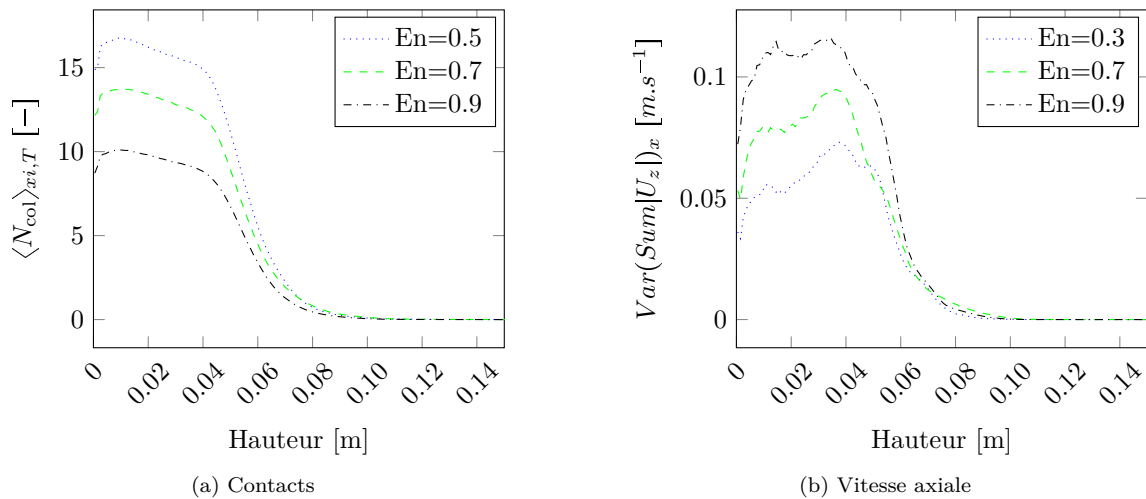 En=0.5
En=0.7
En=0.9
15
10
5
0
⟨N_col⟩_{xi,T} [−]
0 0.02 0.04 0.06 0.08 0.10 0.12 0.14
Hauteur [m]
(a) Contacts
En=0.3
En=0.7
En=0.9
0.1
0.05
0
Var(Sum|U_z|)_x [m.s^{−1}]
0 0.02 0.04 0.06 0.08 0.10 0.12 0.14
Hauteur [m]
(b) Vitesse axiale